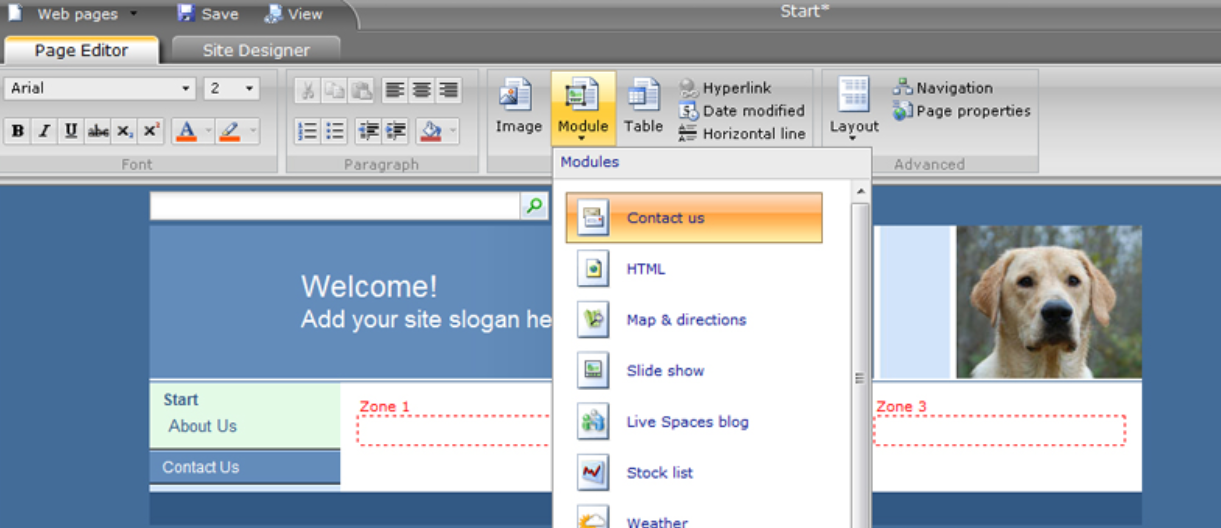 Web pages Save View Start*
Page Editor Site Designer
Arial 2
B I U abc x₂ x²
A
Font
Paragraph
Image Module Table
Hyperlink
Date modified
Horizontal line
Layout
Navigation
Page properties
Advanced
Modules
Contact us
HTML
Map & directions
Slide show
Live Spaces blog
Stock list
Weather
Welcome!
Add your site slogan he
Start
About Us
Contact Us
Zone 1
Zone 3